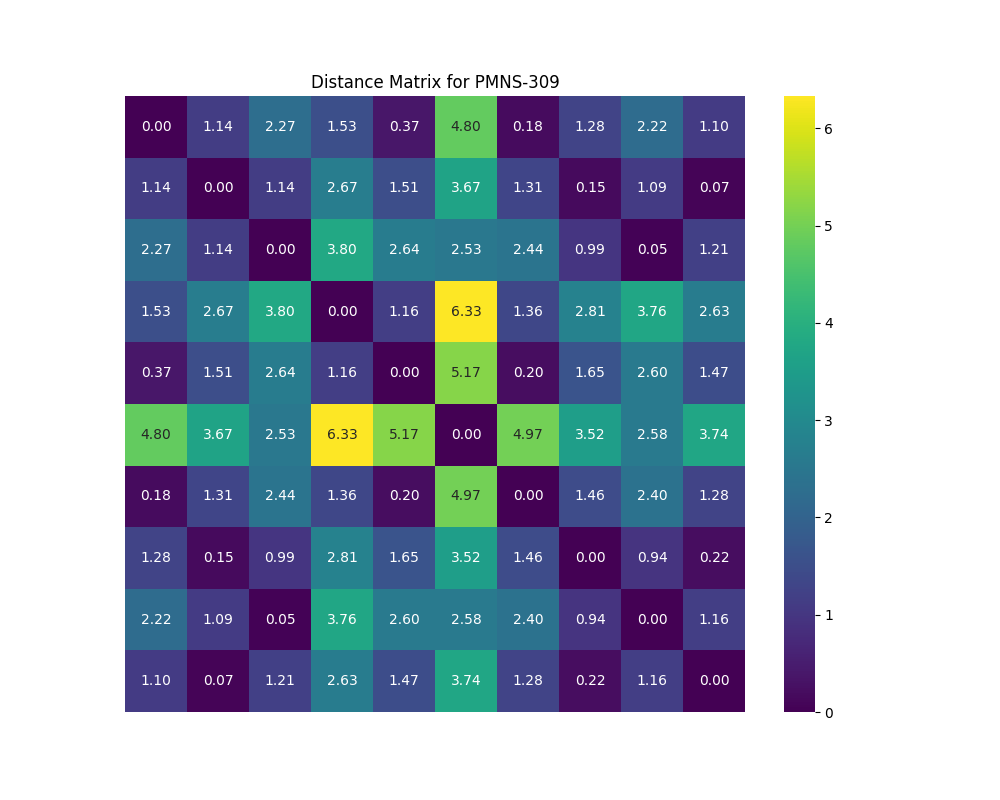 Distance Matrix for PMNS-309
0.00 1.14 2.27 1.53 0.37 4.80 0.18 1.28 2.22 1.10
1.14 0.00 1.14 2.67 1.51 3.67 1.31 0.15 1.09 0.07
2.27 1.14 0.00 3.80 2.64 2.53 2.44 0.99 0.05 1.21
1.53 2.67 3.80 0.00 1.16 6.33 1.36 2.81 3.76 2.63
0.37 1.51 2.64 1.16 0.00 5.17 0.20 1.65 2.60 1.47
4.80 3.67 2.53 6.33 5.17 0.00 4.97 3.52 2.58 3.74
0.18 1.31 2.44 1.36 0.20 4.97 0.00 1.46 2.40 1.28
1.28 0.15 0.99 2.81 1.65 3.52 1.46 0.00 0.94 0.22
2.22 1.09 0.05 3.76 2.60 2.58 2.40 0.94 0.00 1.16
1.10 0.07 1.21 2.63 1.47 3.74 1.28 0.22 1.16 0.00
6
5
4
3
2
1
0